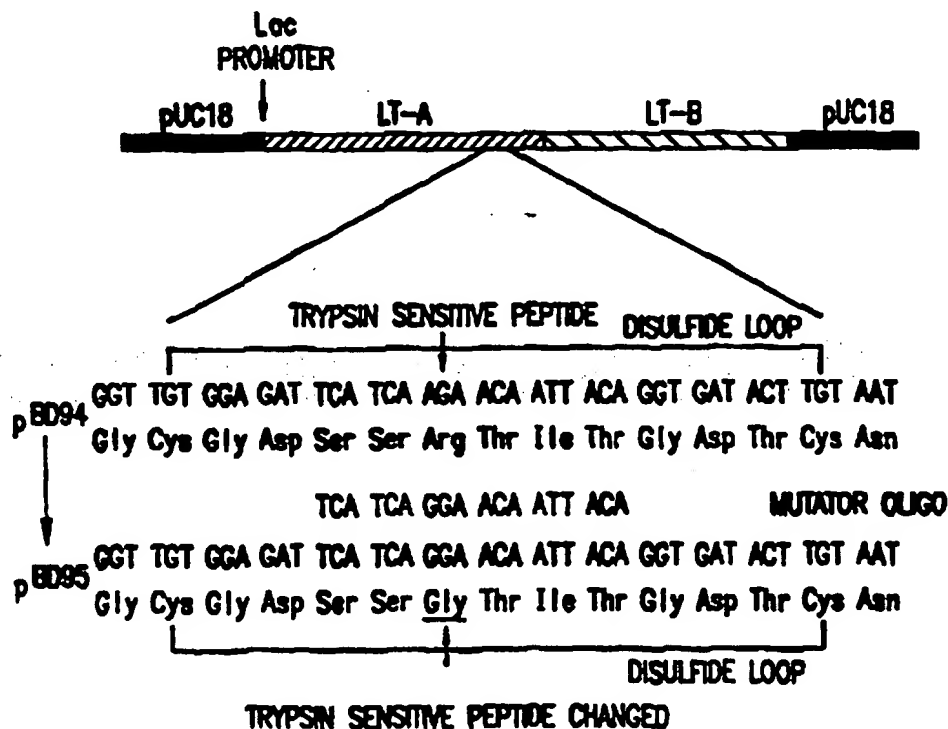 Lac
PROMOTER
pUC18 LT-A LT-B pUC18
TRYPSIN SENSITIVE PEPTIDE
DISULFIDE LOOP
GGT TGT GGA GAT TCA TCA AGA ACA ATT ACA GGT GAT ACT TGT AAT
pBD94
Gly Cys Gly Asp Ser Ser Arg Thr Ile Thr Gly Asp Thr Cys Asn
TCA TCA GGA ACA ATT ACA MUTATOR OLIGO
GGT TGT GGA GAT TCA TCA GGA ACA ATT ACA GGT GAT ACT TGT AAT
pBD95
Gly Cys Gly Asp Ser Ser Gly Thr Ile Thr Gly Asp Thr Cys Asn
DISULFIDE LOOP
TRYPSIN SENSITIVE PEPTIDE CHANGED